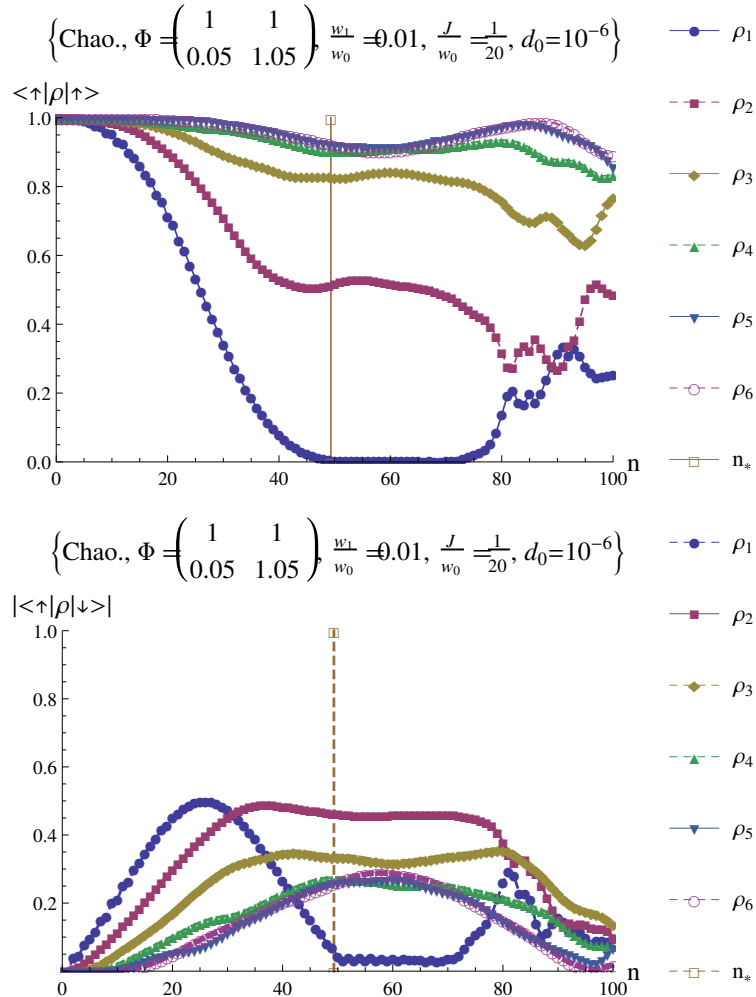 {Chao., Φ = ( 1 1
0.05 1.05 ), w1/w0 = 0.01, J/w0 = 1/20, d0 = 10^-6}
<↑|ρ|↑>
1.0
0.8
0.6
0.4
0.2
0.0
0 20 40 60 80 100 n
ρ1
ρ2
ρ3
ρ4
ρ5
ρ6
n*
{Chao., Φ = ( 1 1
0.05 1.05 ), w1/w0 = 0.01, J/w0 = 1/20, d0 = 10^-6}
|<↑|ρ|↓>|
1.0
0.8
0.6
0.4
0.2
0 20 40 60 80 100 n
ρ1
ρ2
ρ3
ρ4
ρ5
ρ6
n*